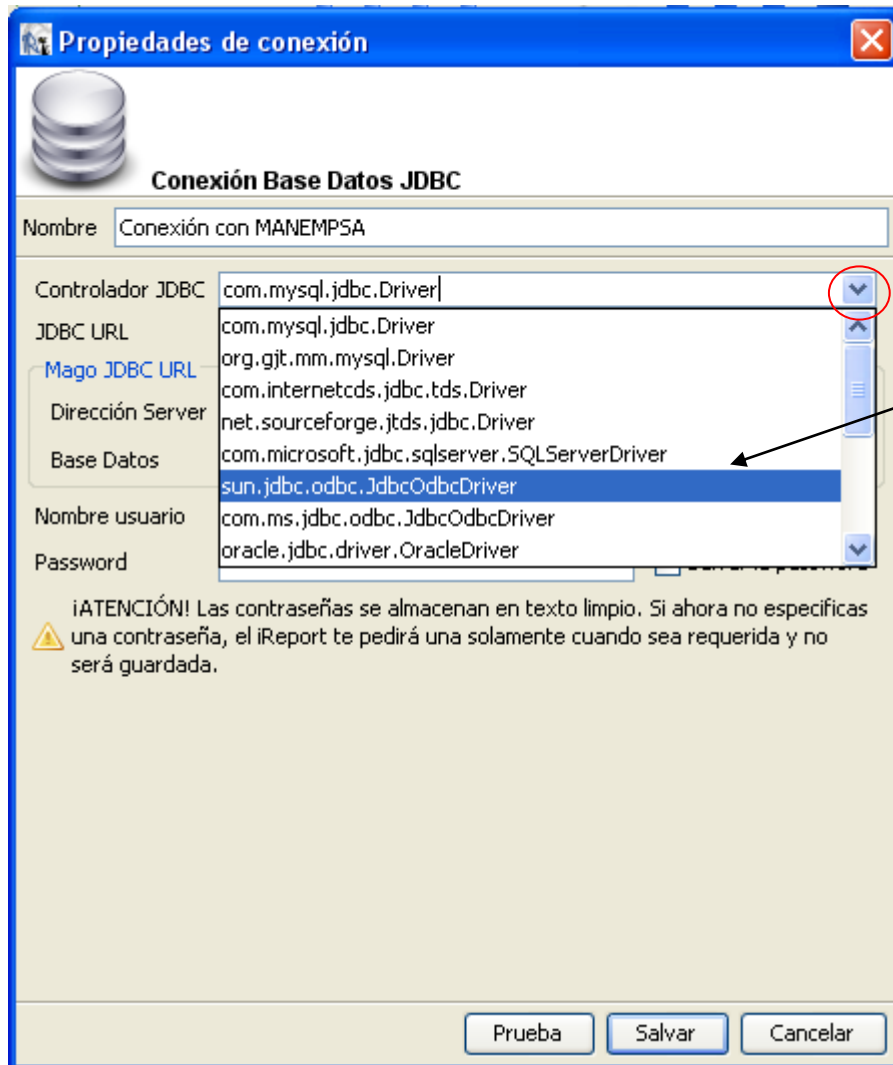 Propiedades de conexión
Conexión Base Datos JDBC
Nombre Conexión con MANEMPSA
Controlador JDBC com.mysql.jdbc.Driver
JDBC URL com.mysql.jdbc.Driver
org.gjt.mm.mysql.Driver
Mago JDBC URL
com.internetcds.jdbc.tds.Driver
Dirección Server net.sourceforge.jtds.jdbc.Driver
Base Datos com.microsoft.jdbc.sqlserver.SQLServerDriver
sun.jdbc.odbc.JdbcOdbcDriver
Nombre usuario com.ms.jdbc.odbc.JdbcOdbcDriver
Password oracle.jdbc.driver.OracleDriver
¡ATENCIÓN! Las contraseñas se almacenan en texto limpio. Si ahora no especificas
una contraseña, el iReport te pedirá una solamente cuando sea requerida y no
será guardada.
Prueba Salvar Cancelar